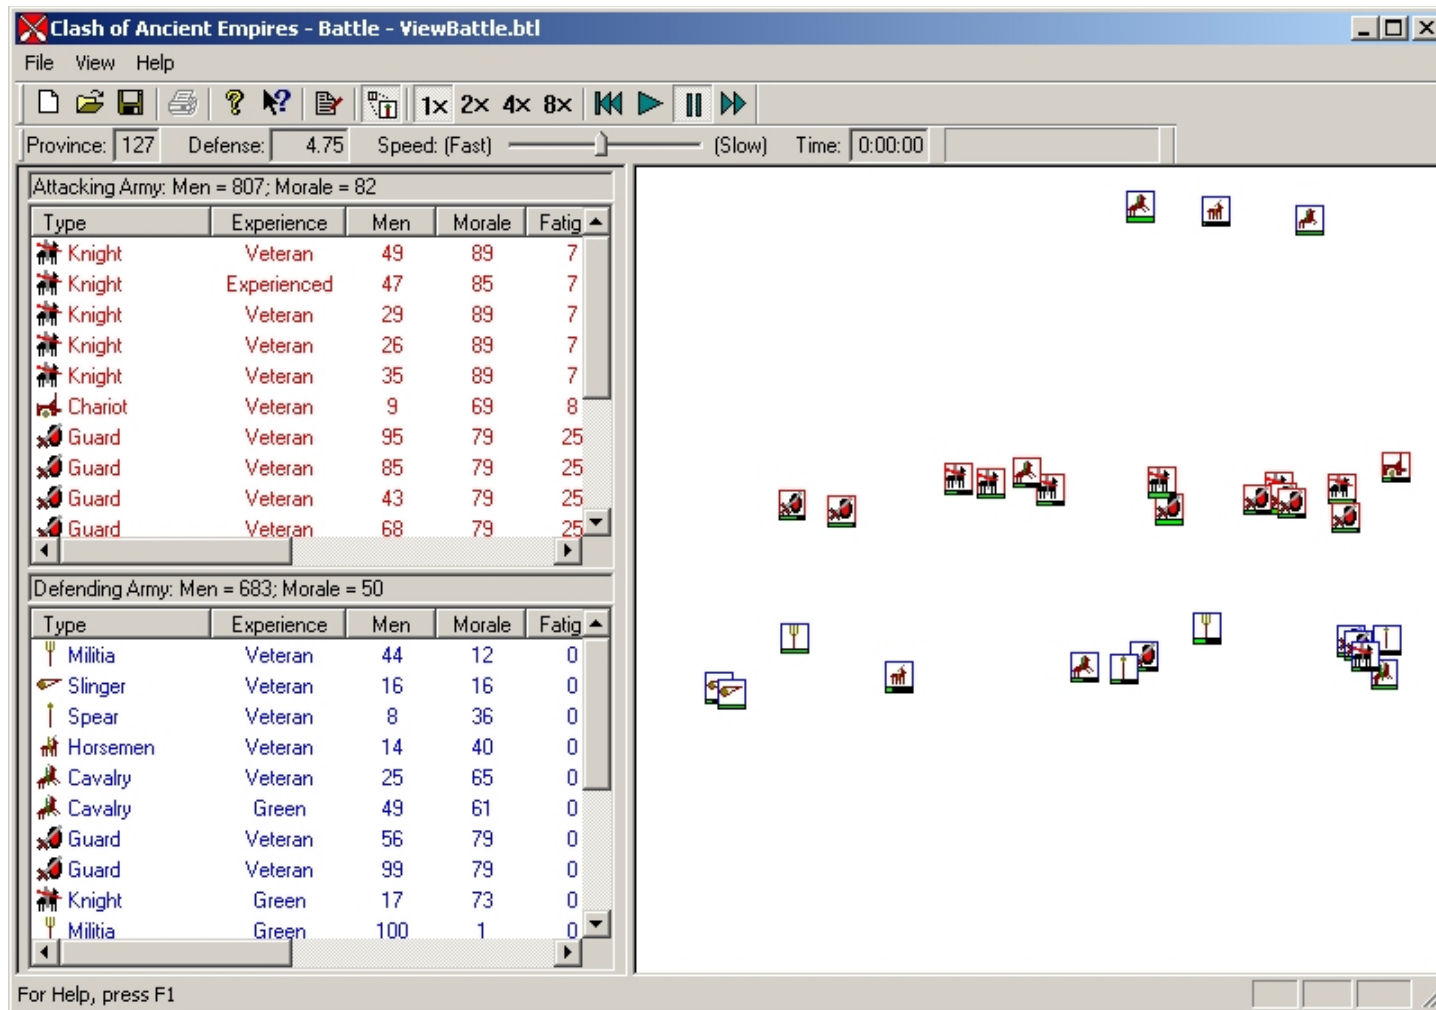 Clash of Ancient Empires - Battle - ViewBattle.btl
File View Help
1x 2x 4x 8x
Province: 127 Defense: 4.75 Speed: (Fast) (Slow) Time: 0:00:00
Attacking Army: Men = 807; Morale = 82
Type Experience Men Morale Fatig
Knight Veteran 49 89 7
Knight Experienced 47 85 7
Knight Veteran 29 89 7
Knight Veteran 26 89 7
Knight Veteran 35 89 7
Chariot Veteran 9 69 8
Guard Veteran 95 79 25
Guard Veteran 85 79 25
Guard Veteran 43 79 25
Guard Veteran 68 79 25
Defending Army: Men = 683; Morale = 50
Type Experience Men Morale Fatig
Militia Veteran 44 12 0
Slinger Veteran 16 16 0
Spear Veteran 8 36 0
Horsemen Veteran 14 40 0
Cavalry Veteran 25 65 0
Cavalry Green 49 61 0
Guard Veteran 56 79 0
Guard Veteran 99 79 0
Knight Green 17 73 0
Militia Green 100 1 0
For Help, press F1